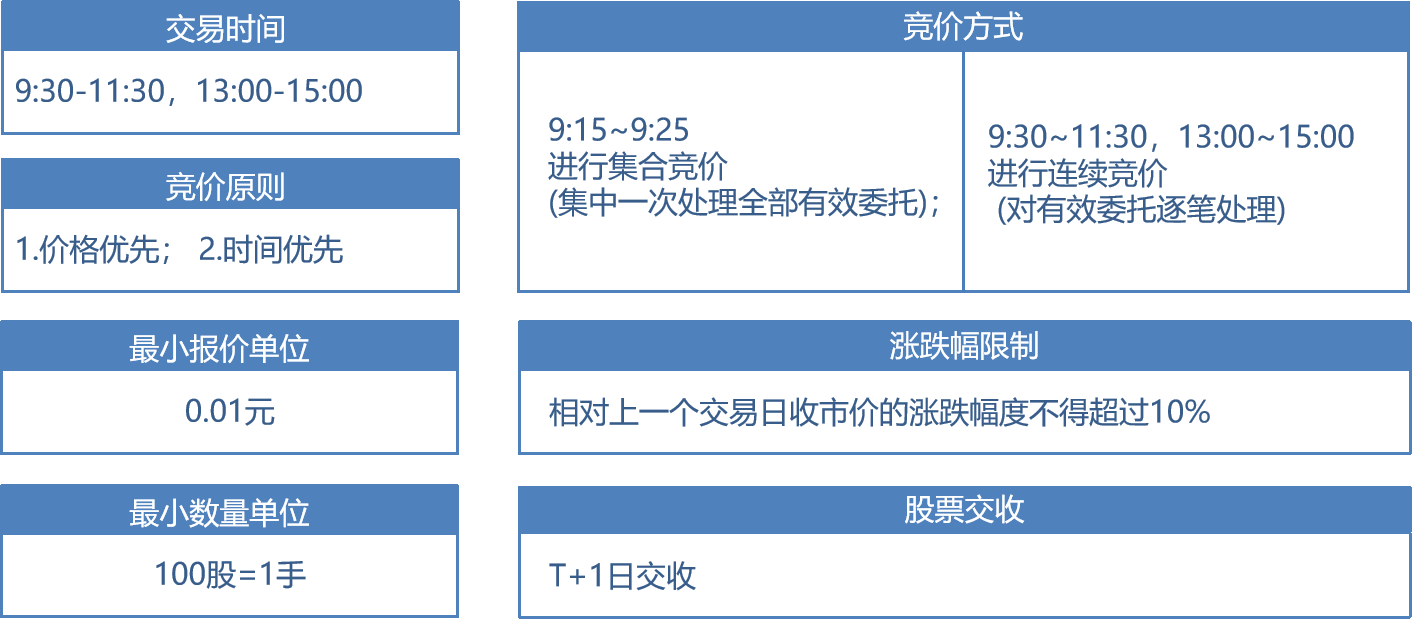 交易时间
9:30-11:30，13:00-15:00
竞价原则
1.价格优先； 2.时间优先
竞价方式
9:15~9:25
进行集合竞价
(集中一次处理全部有效委托)；
9:30~11:30，13:00~15:00
进行连续竞价
(对有效委托逐笔处理)
最小报价单位
0.01元
涨跌幅限制
相对上一个交易日收市价的涨跌幅度不得超过10%
最小数量单位
100股=1手
股票交收
T+1日交收